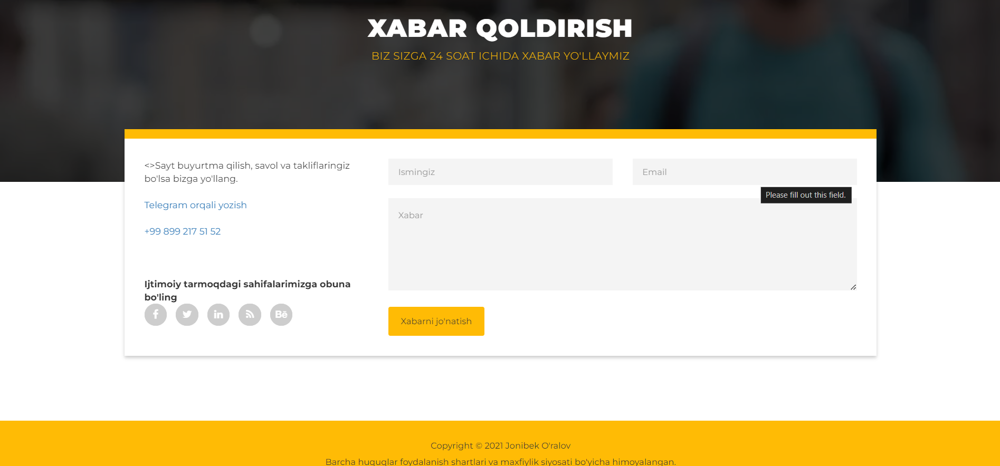 XABAR QOLDIRISH
BIZ SIZGA 24 SOAT ICHIDA XABAR YO'LLAYMIZ
<>Sayt buyurtma qilish, savol va takliflaringiz
bo'lsa bizga yo'llang.
Telegram orqali yozish
+99 899 217 51 52
Ijtimoiy tarmoqdagi sahifalarimizga obuna
bo'ling
Bē
Ismingiz
Email
Please fill out this field.
Xabar
Xabarni jo'natish
Copyright © 2021 Jonibek O'ralov
Barcha huquqlar foydalanish shartlari va maxfiylik siyosati bo'yicha himoyalangan.